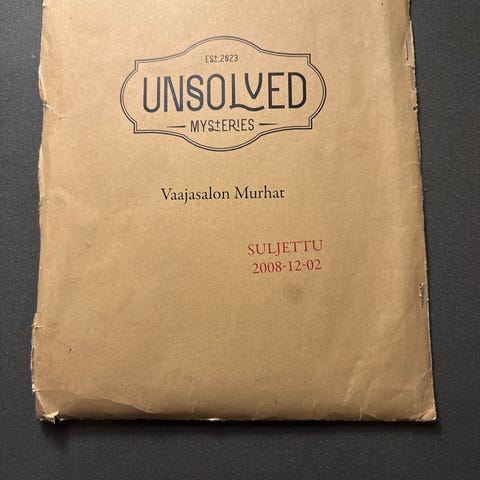 EST.2023
UNSOLVED
MYSTERIES
Vaajasalon Murhat
SULJETTU
2008-12-02